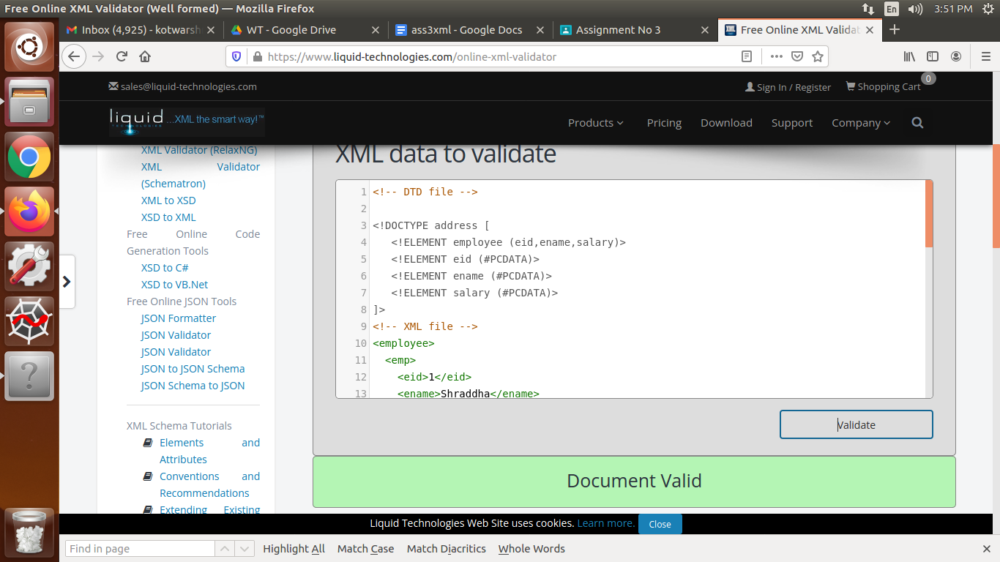 Free Online XML Validator (Well formed) — Mozilla Firefox
En
3:51 PM
Inbox (4,925) - kotwarsh
WT - Google Drive
ass3xml - Google Docs
Assignment No 3
Free Online XML Validat
https://www.liquid-technologies.com/online-xml-validator
sales@liquid-technologies.com
Sign In / Register
Shopping Cart
0
liquid
TECHNOLOGIES
...XML the smart way!™
Products
Pricing
Download
Support
Company
XML Validator (RelaxNG)
XML Validator
(Schematron)
XML to XSD
XSD to XML
Free Online Code
Generation Tools
XSD to C#
XSD to VB.Net
Free Online JSON Tools
JSON Formatter
JSON Validator
JSON Validator
JSON to JSON Schema
JSON Schema to JSON
XML Schema Tutorials
Elements and
Attributes
Conventions and
Recommendations
Extending Existing
XML data to validate
1 <!-- DTD file -->
2
3 <!DOCTYPE address [
4 <!ELEMENT employee (eid,ename,salary)>
5 <!ELEMENT eid (#PCDATA)>
6 <!ELEMENT ename (#PCDATA)>
7 <!ELEMENT salary (#PCDATA)>
8 ]>
9 <!-- XML file -->
10 <employee>
11 <emp>
12 <eid>1</eid>
13 <ename>Shraddha</ename>
Validate
Document Valid
Liquid Technologies Web Site uses cookies. Learn more. Close
Find in page
Highlight All
Match Case
Match Diacritics
Whole Words